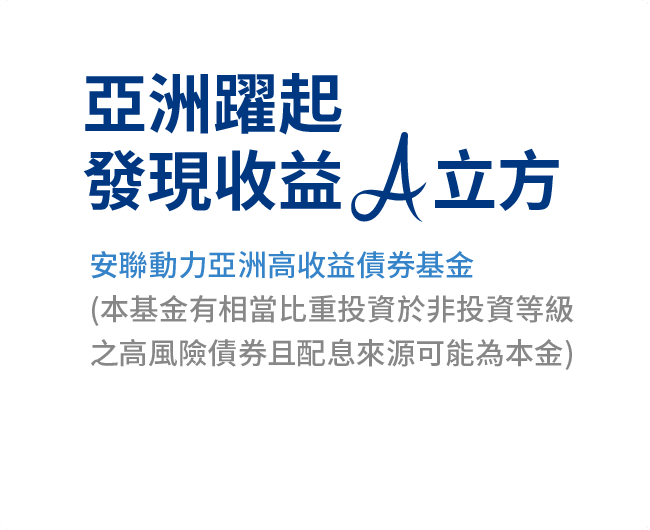 亞洲躍起
發現收益A立方
安聯動力亞洲高收益債券基金
(本基金有相當比重投資於非投資等級
之高風險債券且配息來源可能為本金)